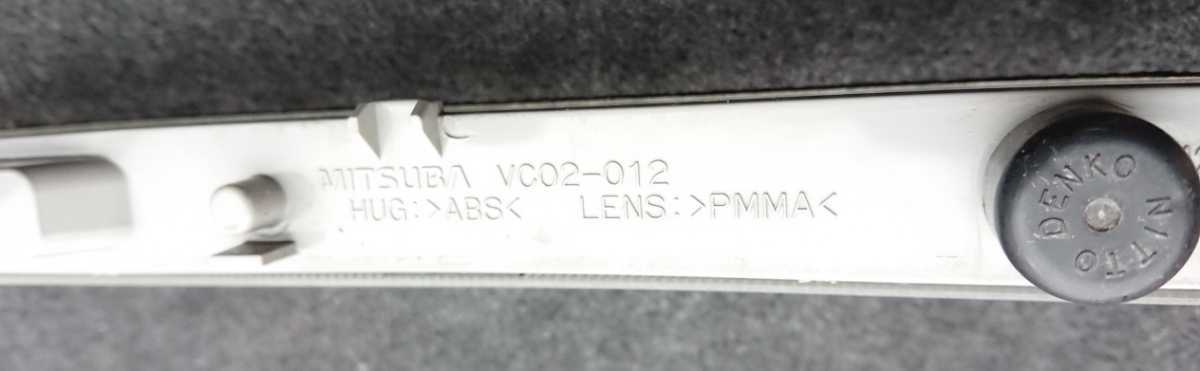 MITSUBA VC02-012
HUG:>ABS< LENS:>PMMA<
NITTO DENKO